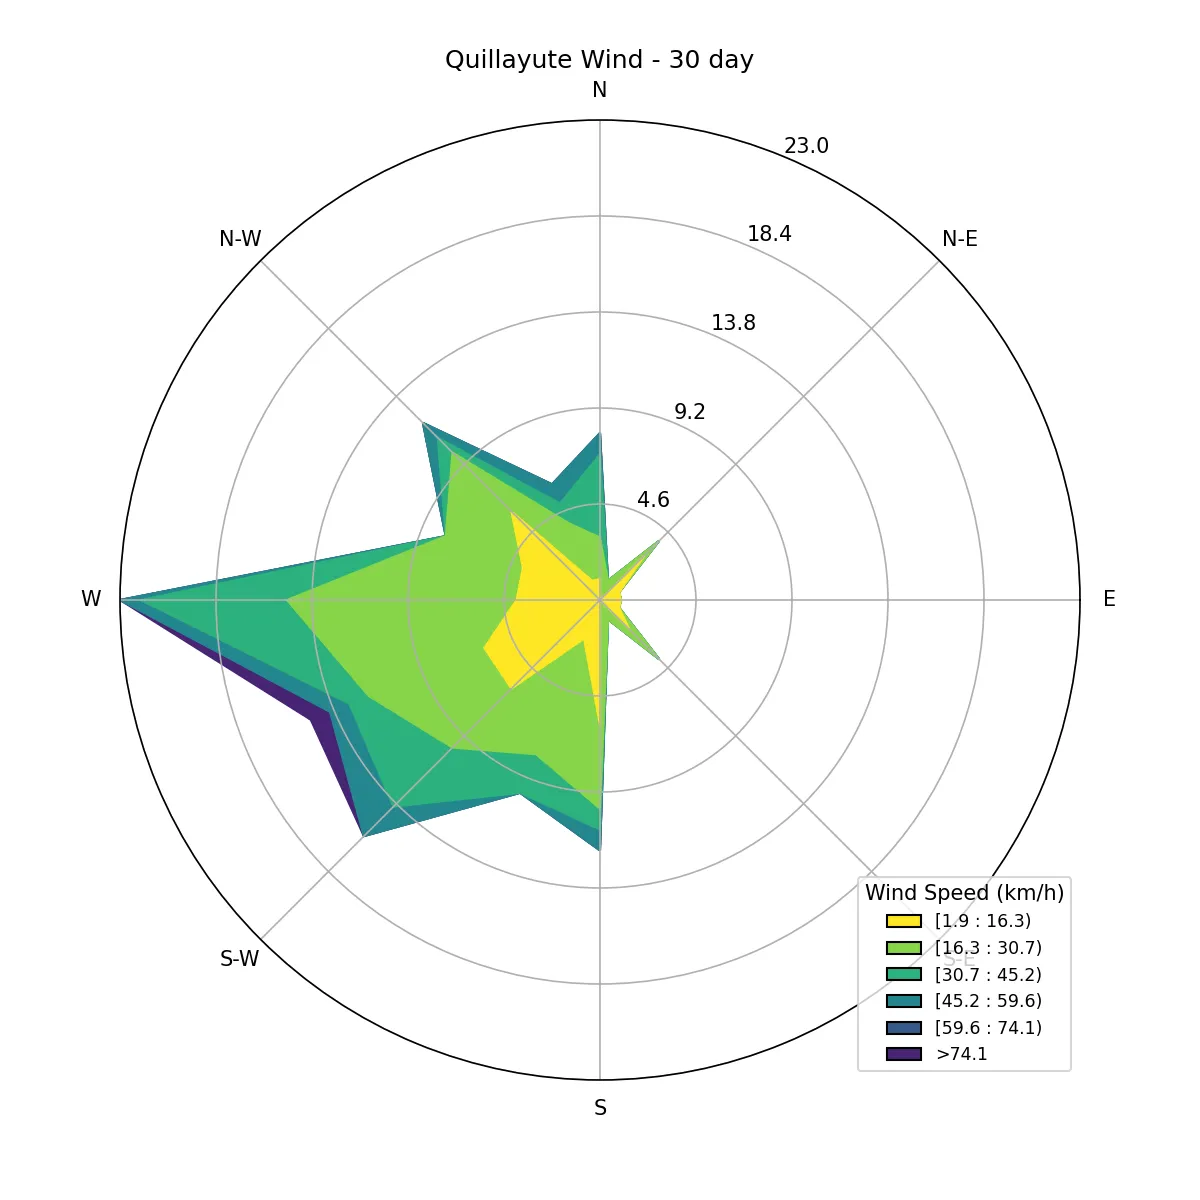 Quillayute Wind - 30 day
N
23.0
N-W
18.4
N-E
13.8
9.2
4.6
W
E
Wind Speed (km/h)
[1.9 : 16.3)
[16.3 : 30.7)
S-W
S-E
[30.7 : 45.2)
[45.2 : 59.6)
[59.6 : 74.1)
>74.1
S